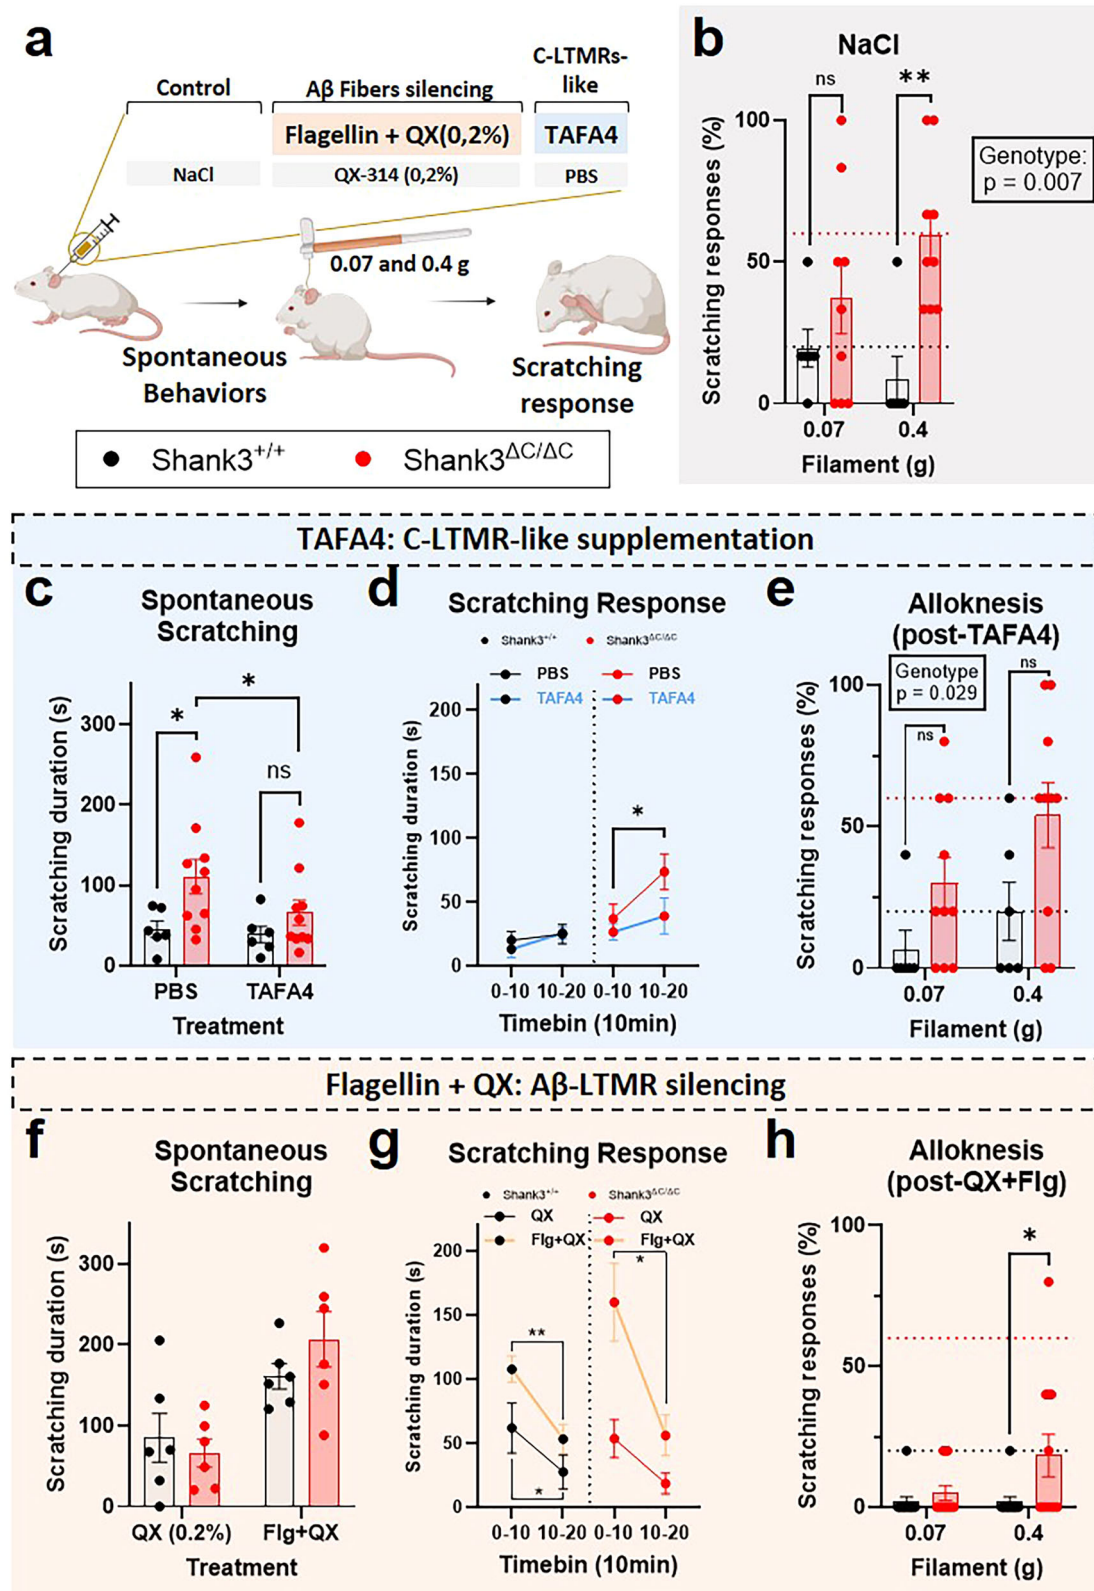 a
Control
Aβ Fibers silencing
C-LTMRs-
like
Flagellin + QX(0,2%)
TAFA4
NaCl
QX-314 (0,2%)
PBS
0.07 and 0.4 g
Spontaneous
Behaviors
Scratching
response
Shank3+/+
Shank3ΔC/ΔC
b
NaCl
ns
**
Genotype:
p = 0.007
Scratching responses (%)
100
50
0
0.07
0.4
Filament (g)
TAFA4: C-LTMR-like supplementation
c
Spontaneous
Scratching
*
*
ns
Scratching duration (s)
300
200
100
0
PBS
TAFA4
Treatment
d
Scratching Response
Shank3+/+
Shank3ΔC/ΔC
PBS
PBS
TAFA4
TAFA4
*
Scratching duration (s)
200
150
100
50
0
0-10
10-20
0-10
10-20
Timebin (10min)
e
Alloknesis
(post-TAFA4)
Genotype
p = 0.029
ns
ns
Scratching responses (%)
100
50
0
0.07
0.4
Filament (g)
Flagellin + QX: Aβ-LTMR silencing
f
Spontaneous
Scratching
Scratching duration (s)
300
200
100
0
QX (0.2%)
Flg+QX
Treatment
g
Scratching Response
Shank3+/+
Shank3ΔC/ΔC
QX
QX
Flg+QX
Flg+QX
*
**
*
Scratching duration (s)
200
150
100
50
0
0-10
10-20
0-10
10-20
Timebin (10min)
h
Alloknesis
(post-QX+Flg)
*
Scratching responses (%)
100
50
0
0.07
0.4
Filament (g)